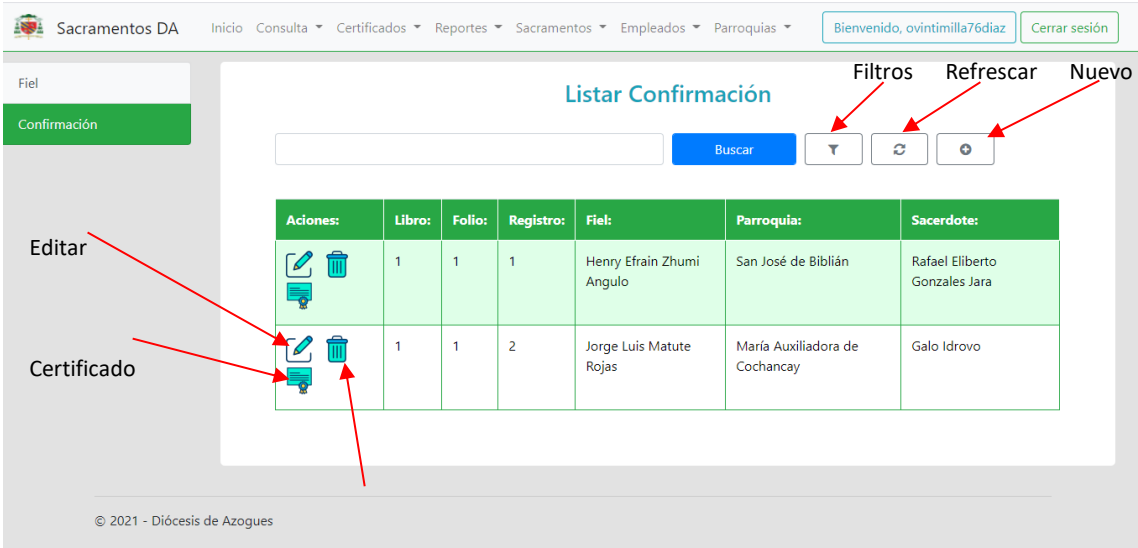 Sacramentos DA Inicio Consulta Certificados Reportes Sacramentos Empleados Parroquias Bienvenido, ovintimilla76diaz Cerrar sesión
Filtros Refrescar Nuevo
Fiel
Confirmación
Listar Confirmación
Buscar
Aciones: Libro: Folio: Registro: Fiel: Parroquia: Sacerdote:
Editar
1 1 1 Henry Efrain Zhumi San José de Biblián Rafael Eliberto
Angulo Gonzales Jara
1 1 2 Jorge Luis Matute María Auxiliadora de Galo Idrovo
Rojas Cochancay
Certificado
© 2021 - Diócesis de Azogues